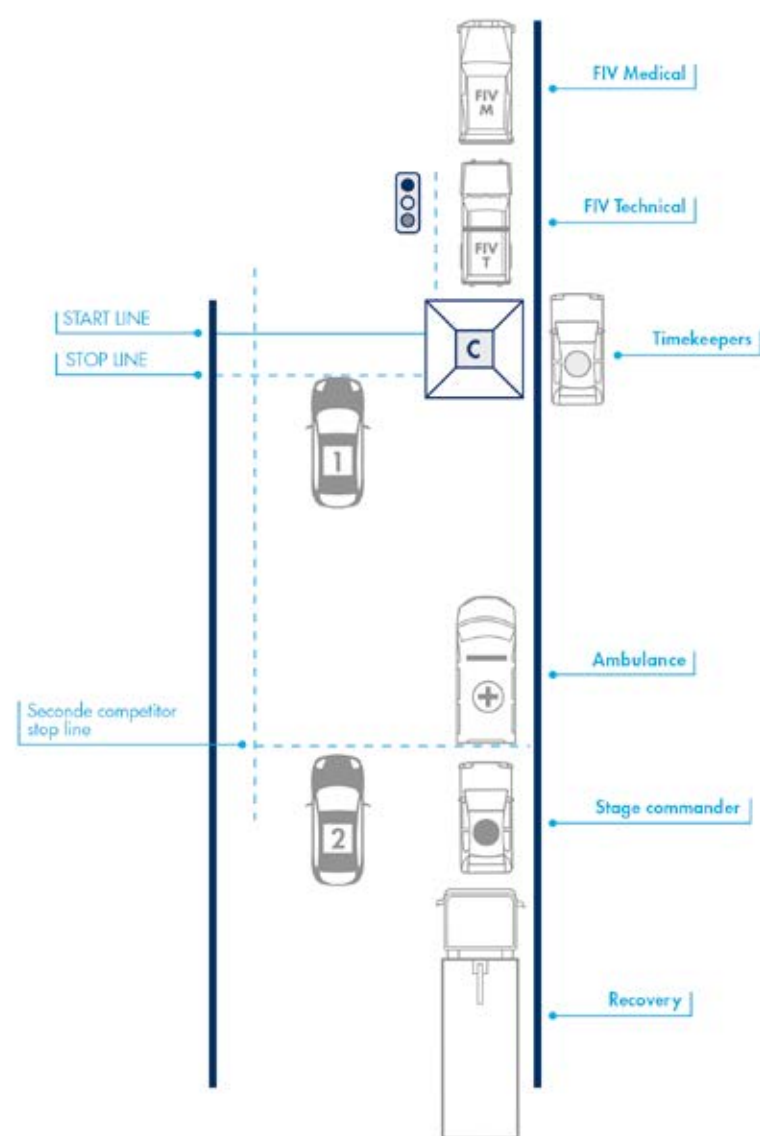 FIV Medical
FIV
M
FIV Technical
FIV
T
START LINE
C
Timekeepers
STOP LINE
1
Ambulance
Seconde competitor
stop line
Stage commander
2
Recovery